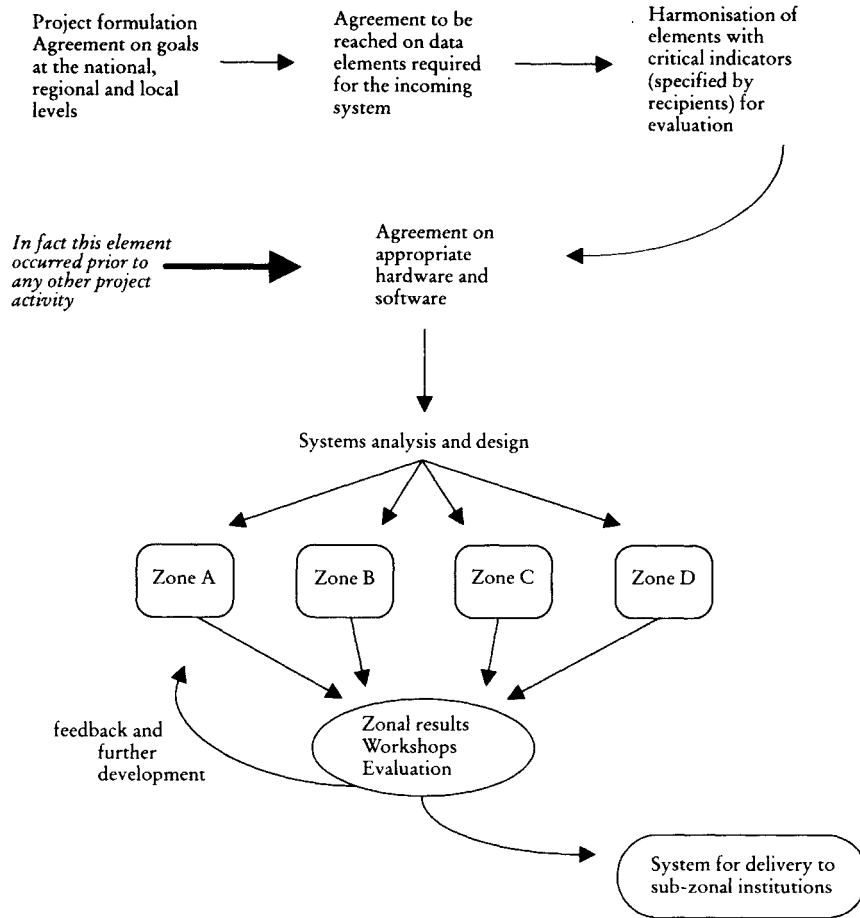 Project formulation
Agreement on goals
at the national,
regional and local
levels
Agreement to be
reached on data
elements required
for the incoming
system
Harmonisation of
elements with
critical indicators
(specified by
recipients) for
evaluation
In fact this element
occurred prior to
any other project
activity
Agreement on
appropriate
hardware and
software
Systems analysis and design
Zone A
Zone B
Zone C
Zone D
feedback and
further
development
Zonal results
Workshops
Evaluation
System for delivery to
sub-zonal institutions